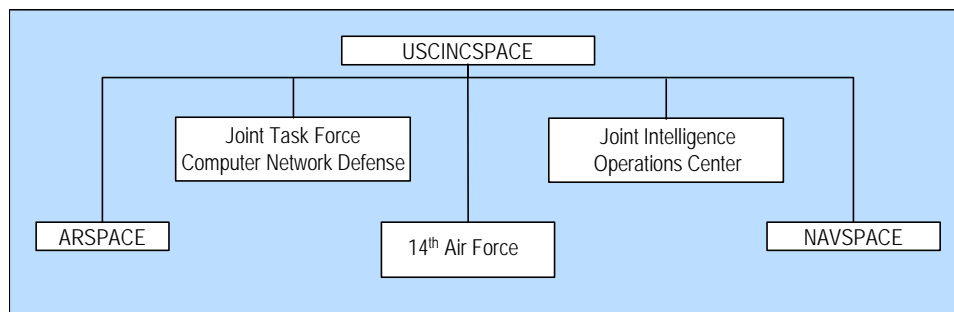 USCINCSPACE
Joint Task Force
Computer Network Defense
Joint Intelligence
Operations Center
ARSPACE
14th Air Force
NAVSPACE